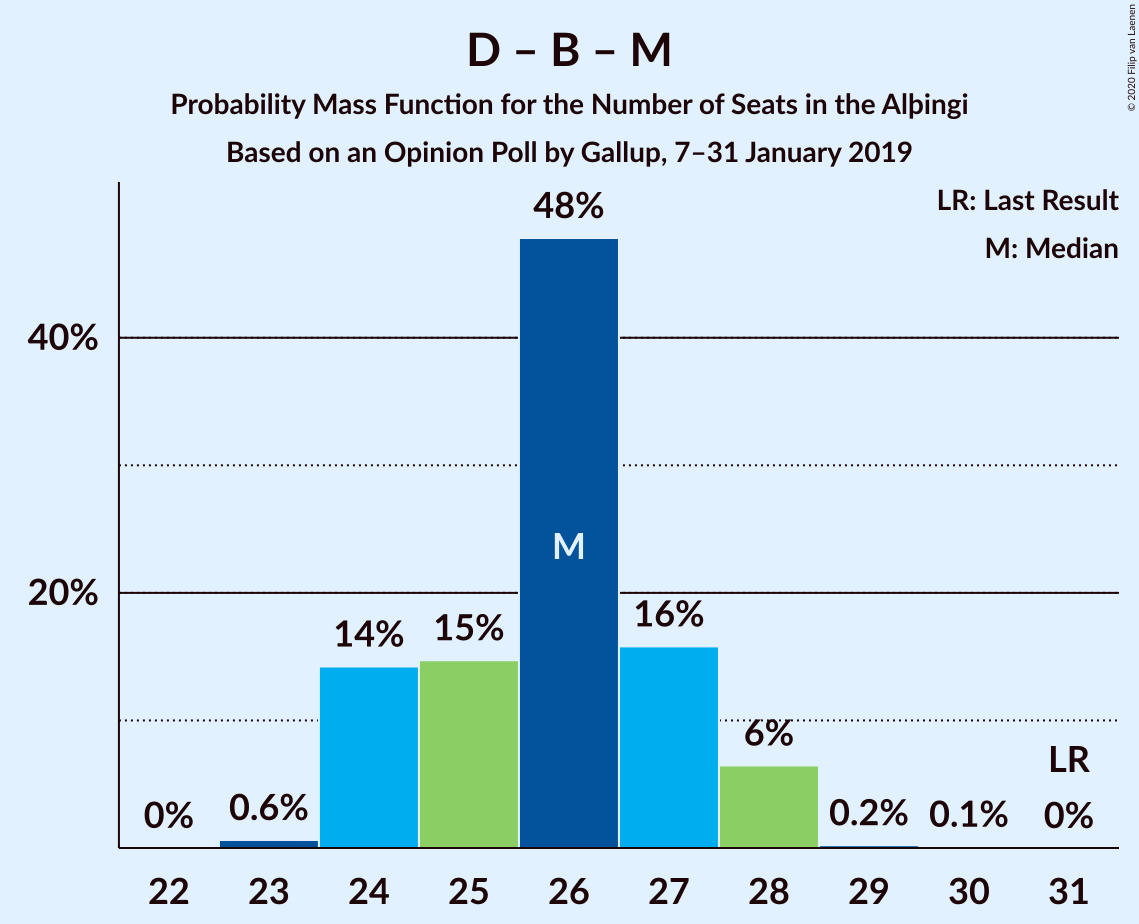 D – B – M
Probability Mass Function for the Number of Seats in the Alþingi
Based on an Opinion Poll by Gallup, 7–31 January 2019
© 2020 Filip van Laenen
LR: Last Result
M: Median
48%
40%
M
20%
14%
15%
16%
6%
LR
0%
0.6%
0.2%
0.1%
0%
22
23
24
25
26
27
28
29
30
31